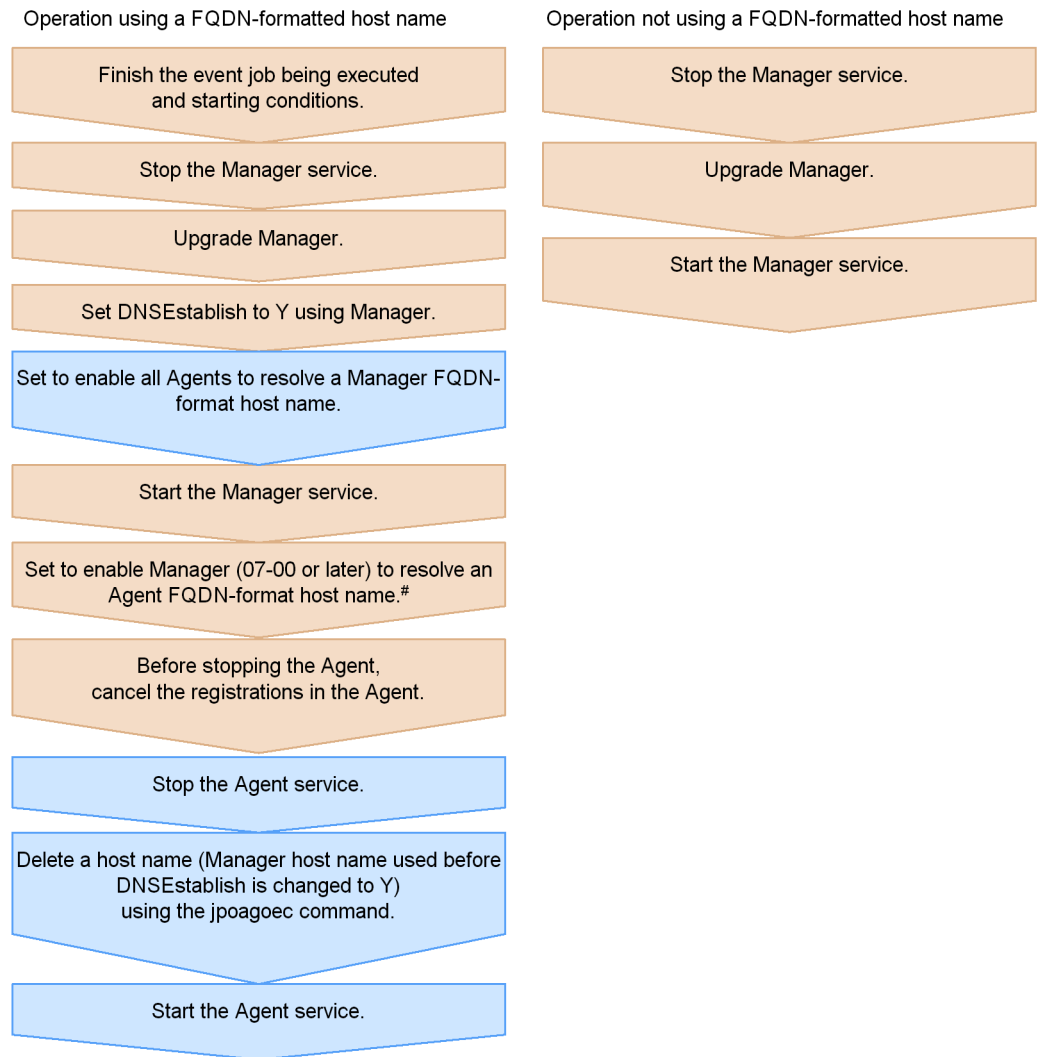 Operation using a FQDN-formatted host name
Finish the event job being executed
and starting conditions.
Stop the Manager service.
Upgrade Manager.
Set DNSEstablish to Y using Manager.
Set to enable all Agents to resolve a Manager FQDN-
format host name.
Start the Manager service.
Set to enable Manager (07-00 or later) to resolve an
Agent FQDN-format host name.#
Before stopping the Agent,
cancel the registrations in the Agent.
Stop the Agent service.
Delete a host name (Manager host name used before
DNSEstablish is changed to Y)
using the jpoagoec command.
Start the Agent service.
Operation not using a FQDN-formatted host name
Stop the Manager service.
Upgrade Manager.
Start the Manager service.